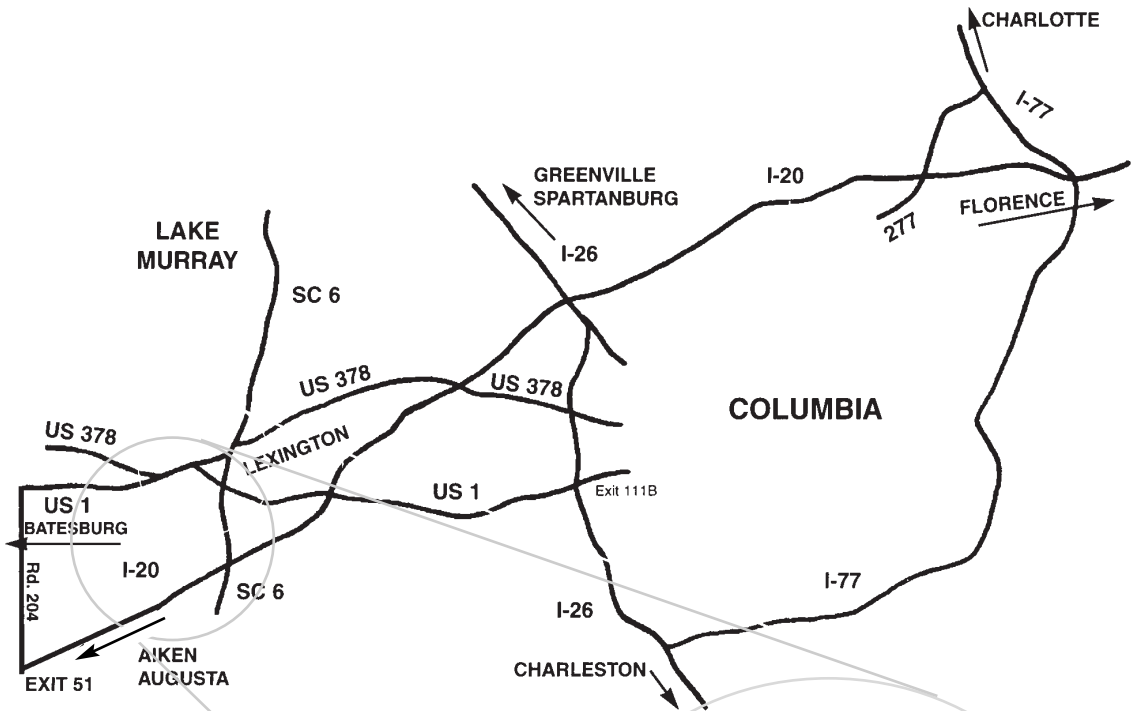 CHARLOTTE
I-77
GREENVILLE
SPARTANBURG
I-20
FLORENCE
277
LAKE
MURRAY
I-26
SC 6
US 378
US 378
COLUMBIA
US 378
LEXINGTON
US 1
Exit 111B
US 1
BATESBURG
I-20
Rd. 204
SC 6
I-77
I-26
AIKEN
AUGUSTA
CHARLESTON
EXIT 51